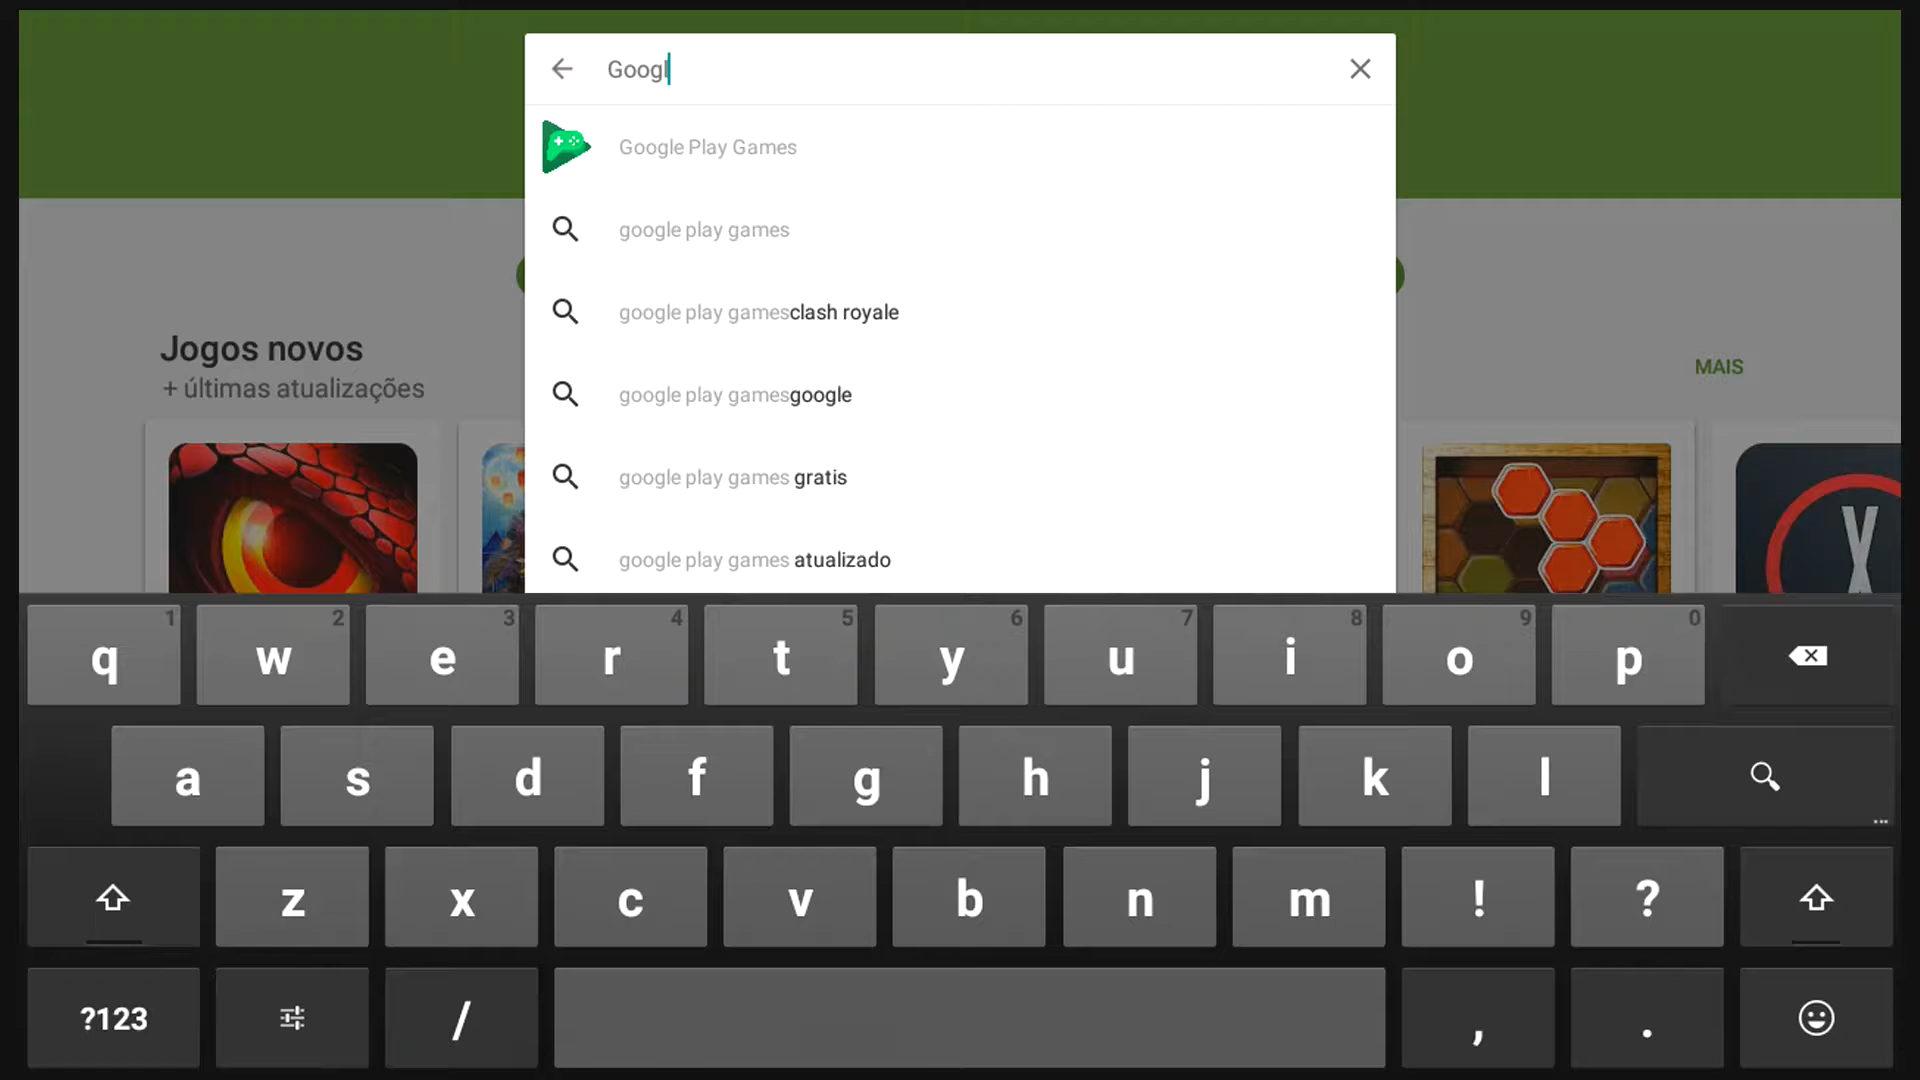 Googl
Google Play Games
google play games
google play gamesclash royale
google play gamesgoogle
google play games gratis
google play games atualizado
Jogos novos
+ últimas atualizações
MAIS
X
1 2 3 4 5 6 7 8 9 0
q w e r t y u i o p
a s d f g h j k l
...
z x c v b n m ! ?
?123 / , .